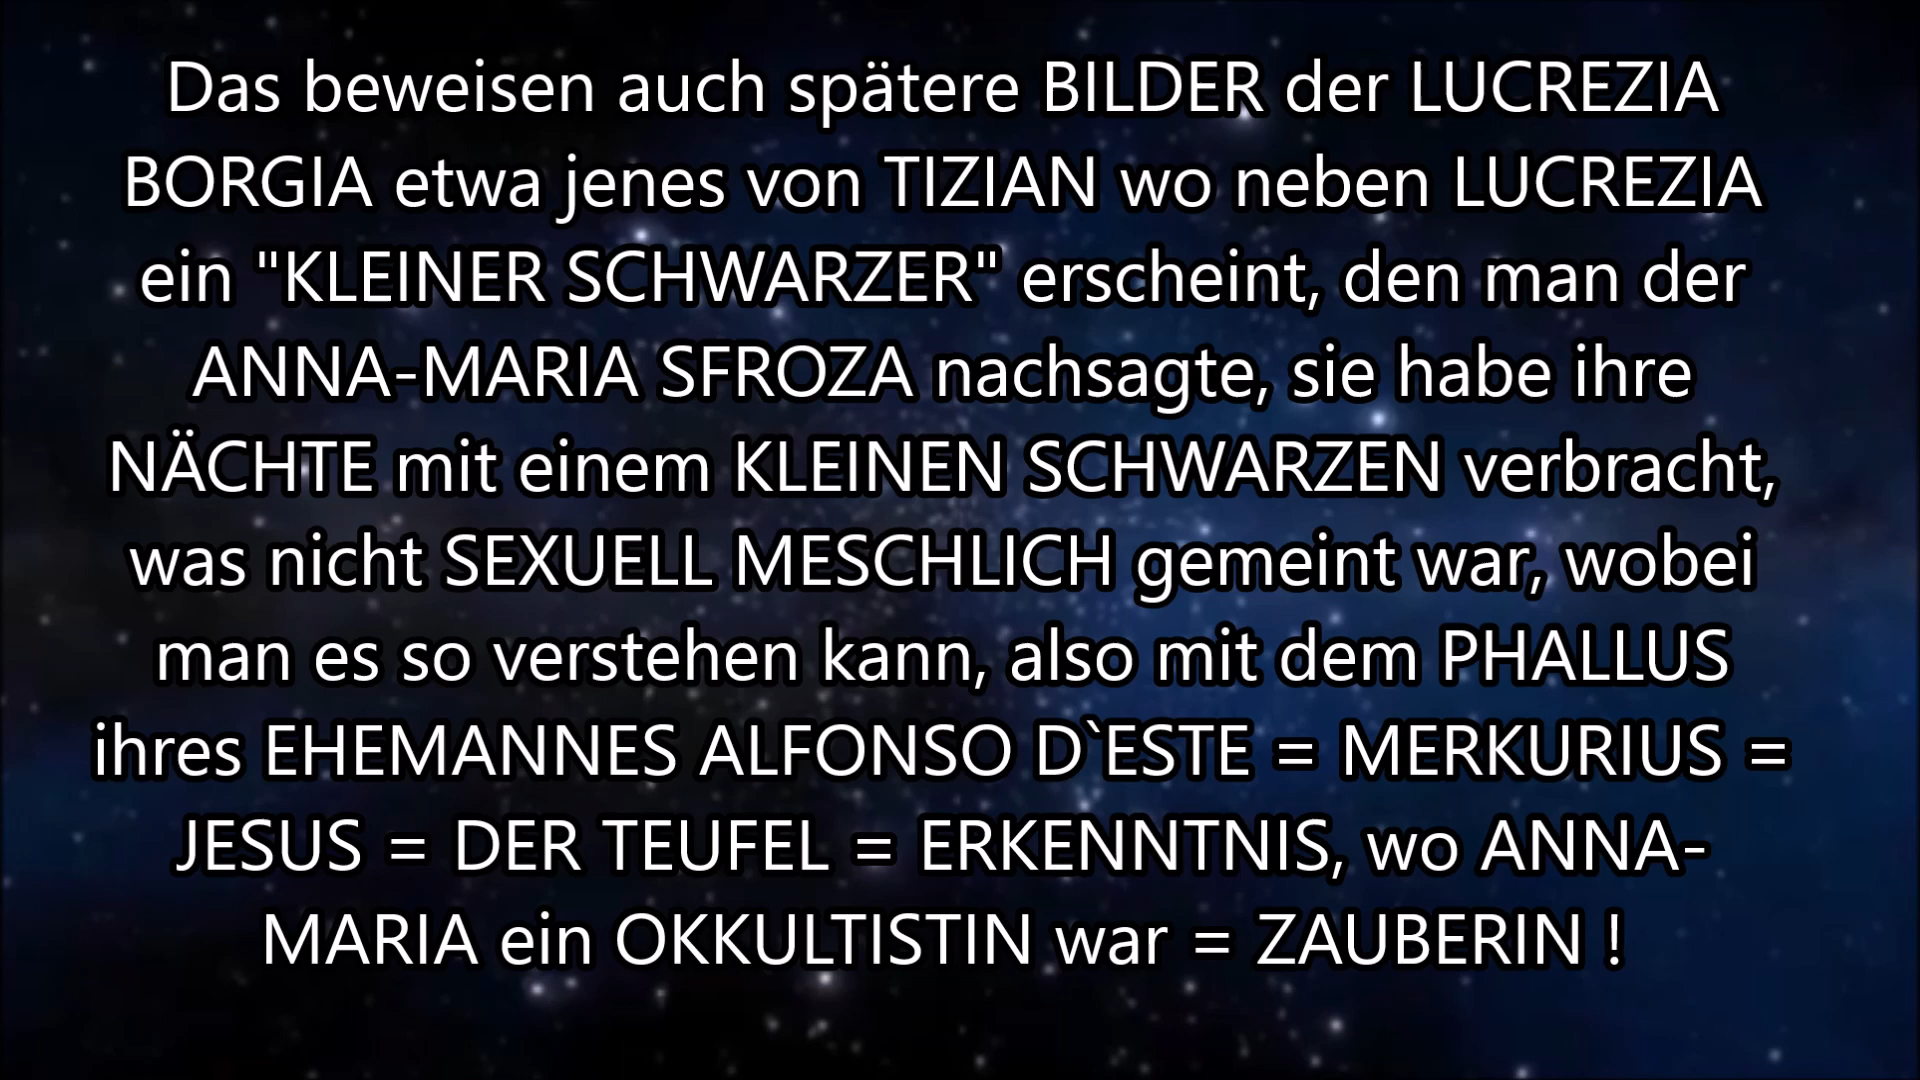 Das beweisen auch spätere BILDER der LUCREZIA
BORGIA etwa jenes von TIZIAN wo neben LUCREZIA
ein "KLEINER SCHWARZER" erscheint, den man der
ANNA-MARIA SFROZA nachsagte, sie habe ihre
NÄCHTE mit einem KLEINEN SCHWARZEN verbracht,
was nicht SEXUELL MESCHLICH gemeint war, wobei
man es so verstehen kann, also mit dem PHALLUS
ihres EHEMANNES ALFONSO D`ESTE = MERKURIUS =
JESUS = DER TEUFEL = ERKENNTNIS, wo ANNA-
MARIA ein OKKULTISTIN war = ZAUBERIN !